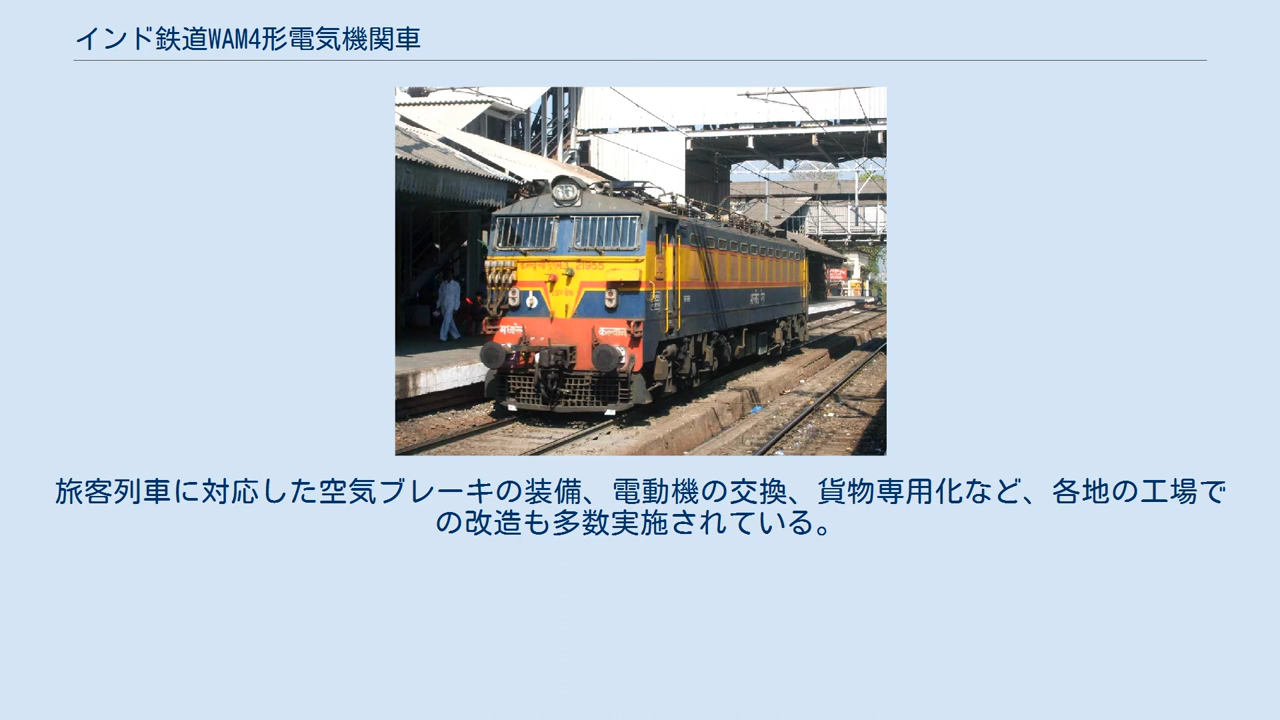 インド鉄道WAM4形電気機関車
21955
कल्याण
旅客列車に対応した空気ブレーキの装備、電動機の交換、貨物専用化など、各地の工場で
の改造も多数実施されている。